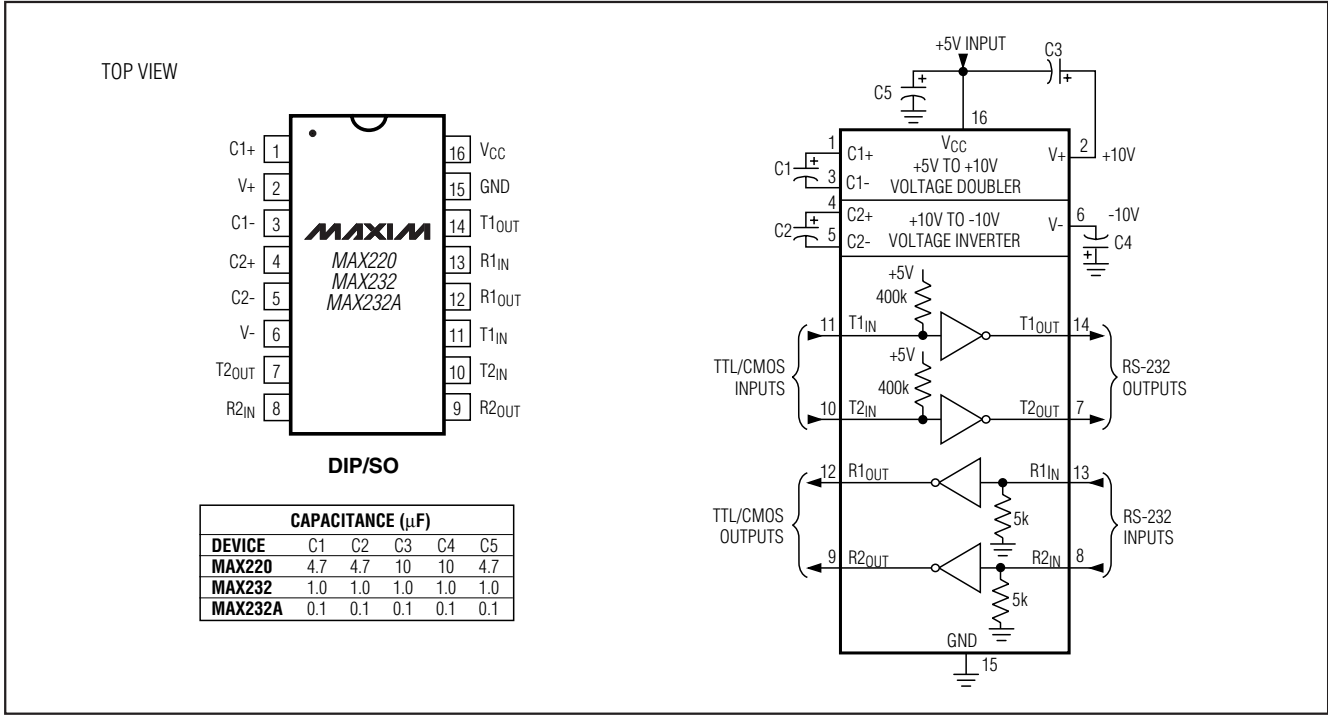 TOP VIEW
C1+ 1
V+ 2
C1- 3
C2+ 4
C2- 5
V- 6
T2OUT 7
R2IN 8
MAXIM
MAX220
MAX232
MAX232A
16 VCC
15 GND
14 T1OUT
13 R1IN
12 R1OUT
11 T1IN
10 T2IN
9 R2OUT
DIP/SO
CAPACITANCE (μF)
DEVICE C1 C2 C3 C4 C5
MAX220 4.7 4.7 10 10 4.7
MAX232 1.0 1.0 1.0 1.0 1.0
MAX232A 0.1 0.1 0.1 0.1 0.1
+5V INPUT
C3
+
C5
+
16
VCC
1
C1+
C1
+
3
C1-
+5V TO +10V
VOLTAGE DOUBLER
V+
2
+10V
4
C2+
C2
+
5
C2-
+10V TO -10V
VOLTAGE INVERTER
V-
6
-10V
C4
+
+5V
400k
11 T1IN
T1OUT 14
+5V
400k
TTL/CMOS
INPUTS
RS-232
OUTPUTS
10 T2IN
T2OUT 7
12 R1OUT
R1IN 13
5k
TTL/CMOS
OUTPUTS
RS-232
INPUTS
9 R2OUT
R2IN 8
5k
GND
15